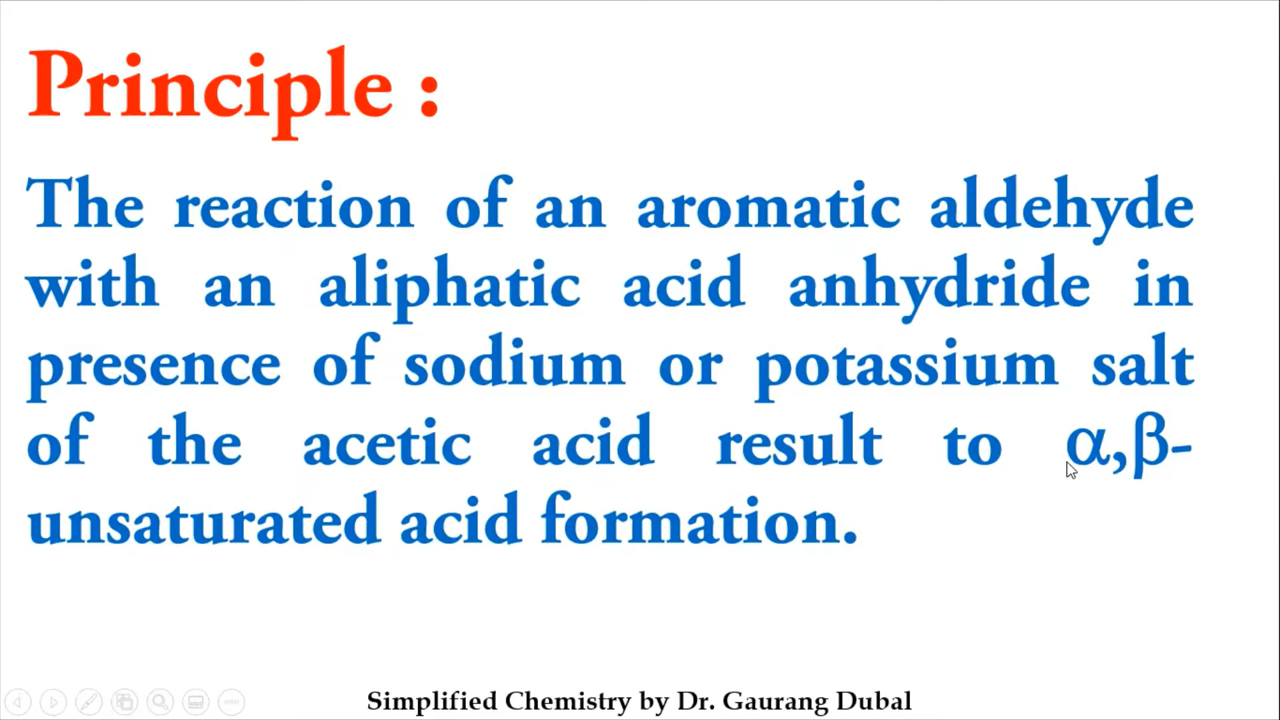 Principle :
The reaction of an aromatic aldehyde
with an aliphatic acid anhydride in
presence of sodium or potassium salt
of the acetic acid result to α,β-
unsaturated acid formation.
Simplified Chemistry by Dr. Gaurang Dubal